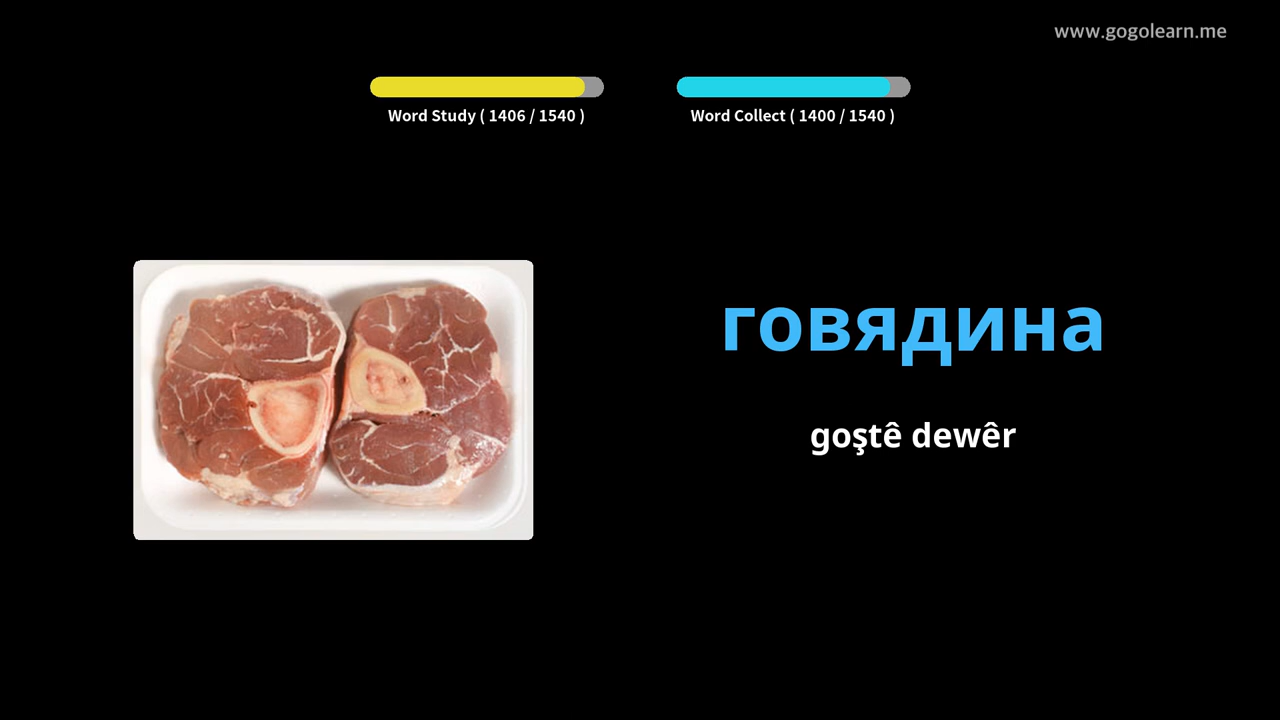 www.gogolearn.me
Word Study ( 1406 / 1540 )
Word Collect ( 1400 / 1540 )
говядина
goştê dewêr